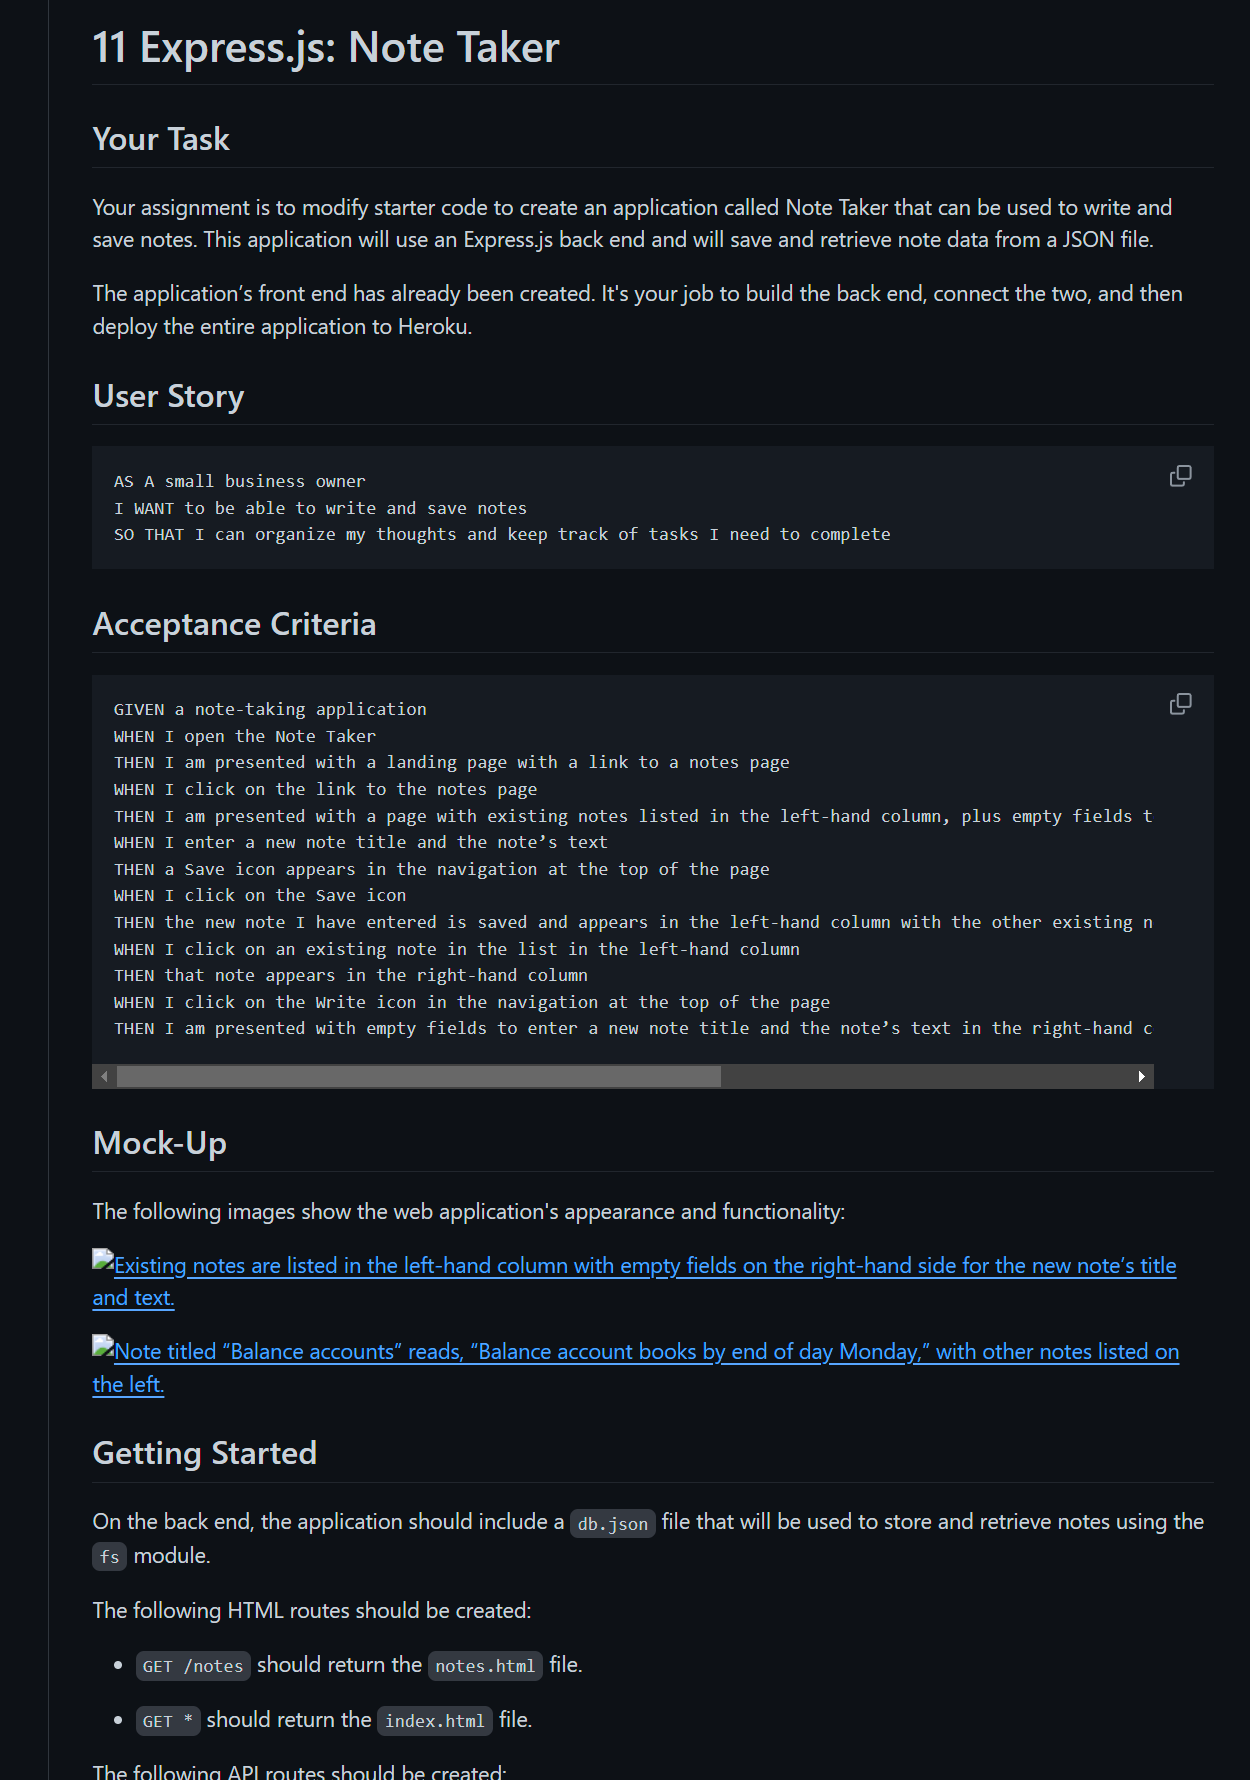 11 Express.js: Note Taker
Your Task
Your assignment is to modify starter code to create an application called Note Taker that can be used to write and
save notes. This application will use an Express.js back end and will save and retrieve note data from a JSON file.
The application’s front end has already been created. It's your job to build the back end, connect the two, and then
deploy the entire application to Heroku.
User Story
AS A small business owner
I WANT to be able to write and save notes
SO THAT I can organize my thoughts and keep track of tasks I need to complete
Acceptance Criteria
GIVEN a note-taking application
WHEN I open the Note Taker
THEN I am presented with a landing page with a link to a notes page
WHEN I click on the link to the notes page
THEN I am presented with a page with existing notes listed in the left-hand column, plus empty fields t
WHEN I enter a new note title and the note’s text
THEN a Save icon appears in the navigation at the top of the page
WHEN I click on the Save icon
THEN the new note I have entered is saved and appears in the left-hand column with the other existing n
WHEN I click on an existing note in the list in the left-hand column
THEN that note appears in the right-hand column
WHEN I click on the Write icon in the navigation at the top of the page
THEN I am presented with empty fields to enter a new note title and the note’s text in the right-hand c
Mock-Up
The following images show the web application's appearance and functionality:
Existing notes are listed in the left-hand column with empty fields on the right-hand side for the new note’s title
and text.
Note titled “Balance accounts” reads, “Balance account books by end of day Monday,” with other notes listed on
the left.
Getting Started
On the back end, the application should include a db.json file that will be used to store and retrieve notes using the
fs module.
The following HTML routes should be created:
• GET /notes should return the notes.html file.
• GET * should return the index.html file.
The following API routes should be created: